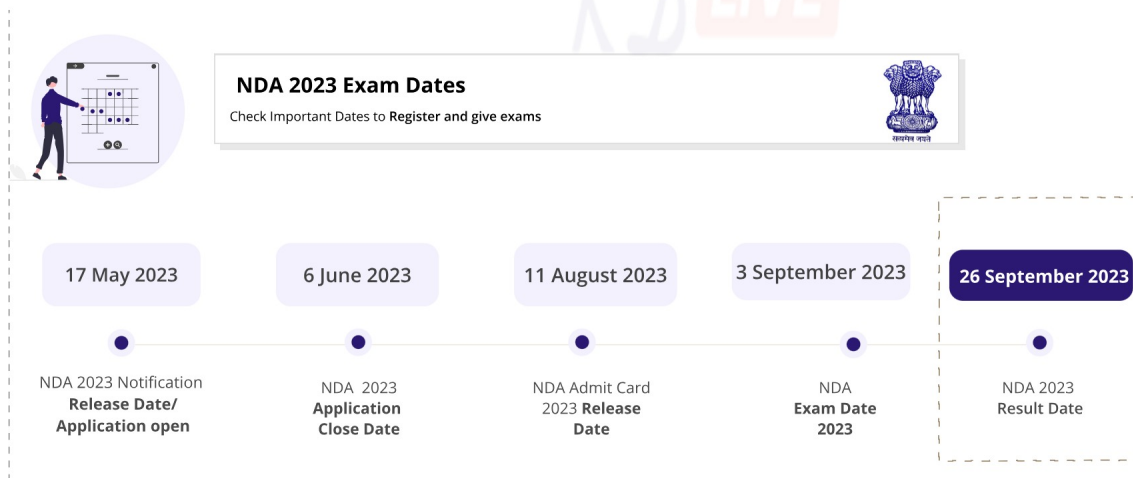 LIVE
NDA 2023 Exam Dates
Check Important Dates to Register and give exams
सत्यमेव जयते
17 May 2023
6 June 2023
11 August 2023
3 September 2023
26 September 2023
NDA 2023 Notification
Release Date/
Application open
NDA 2023
Application
Close Date
NDA Admit Card
2023 Release
Date
NDA
Exam Date
2023
NDA 2023
Result Date